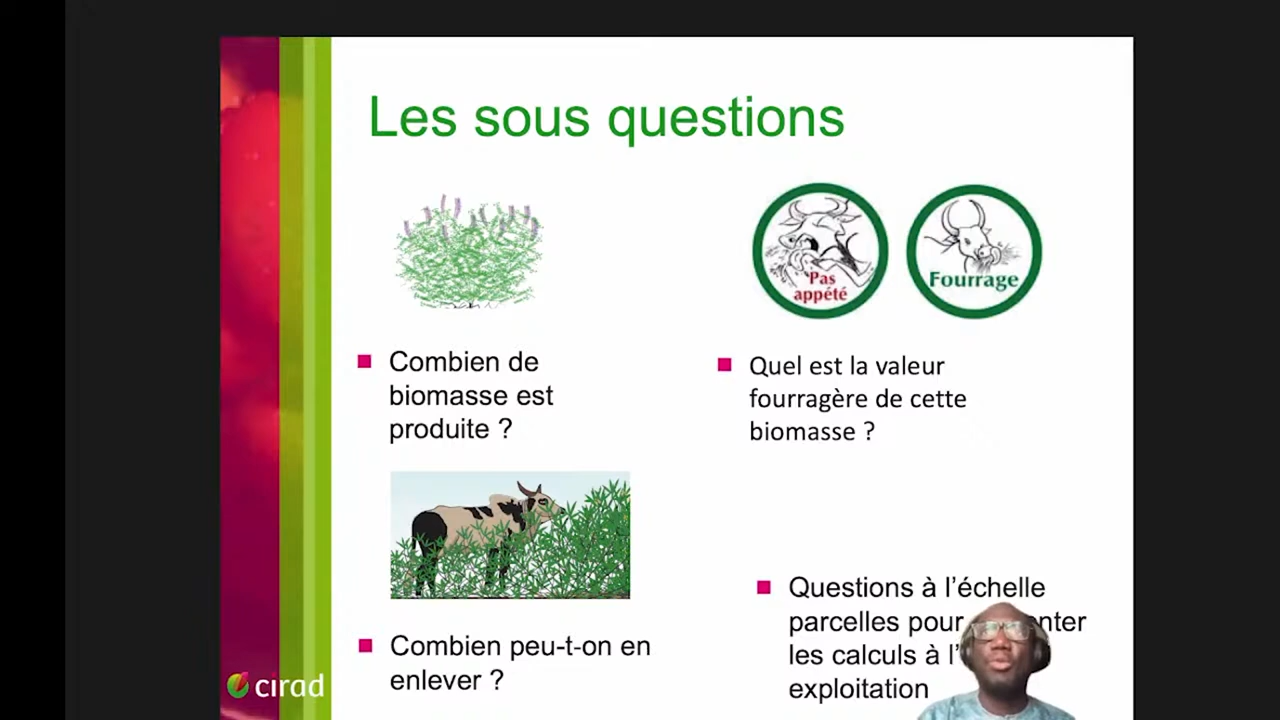 Les sous questions
Pas
appété
Fourrage
Combien de
biomasse est
produite ?
Quel est la valeur
fourragère de cette
biomasse ?
Combien peu-t-on en
enlever ?
Questions à l'échelle
parcelles pour
les calculs à l'
exploitation
cirad